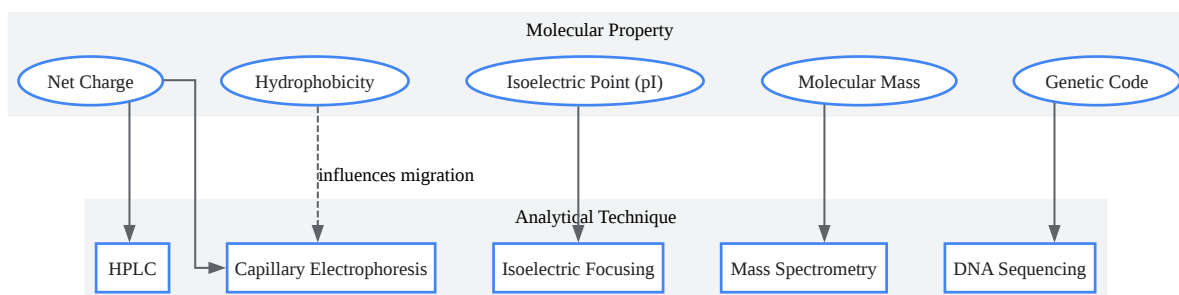 Molecular Property
Net Charge
Hydrophobicity
Isoelectric Point (pI)
Molecular Mass
Genetic Code
influences migration
Analytical Technique
HPLC
Capillary Electrophoresis
Isoelectric Focusing
Mass Spectrometry
DNA Sequencing